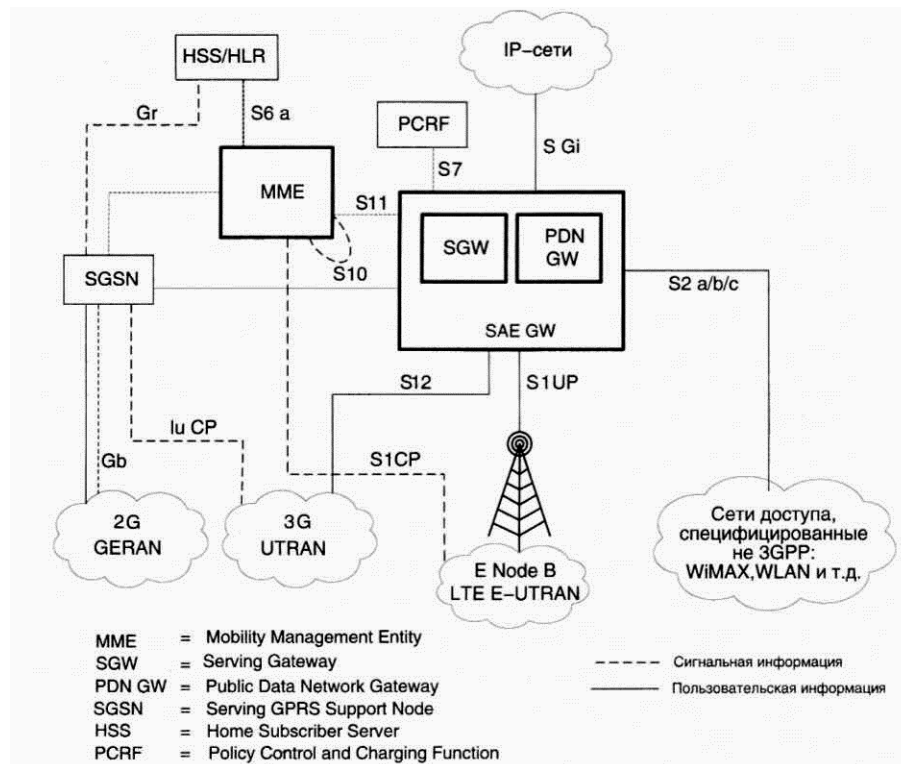 HSS/HLR
IP-сети
Gr
S6 a
PCRF
S Gi
S7
MME
S11
SGW
PDN
GW
S10
SGSN
S2 a/b/c
SAE GW
S12
S1UP
Iu CP
Gb
S1CP
2G
GERAN
3G
UTRAN
Сети доступа,
специфицированные
не 3GPP:
WiMAX,WLAN и т.д.
E Node B
LTE E-UTRAN
MME = Mobility Management Entity
SGW = Serving Gateway
PDN GW = Public Data Network Gateway
SGSN = Serving GPRS Support Node
HSS = Home Subscriber Server
PCRF = Policy Control and Charging Function
Сигнальная информация
Пользовательская информация